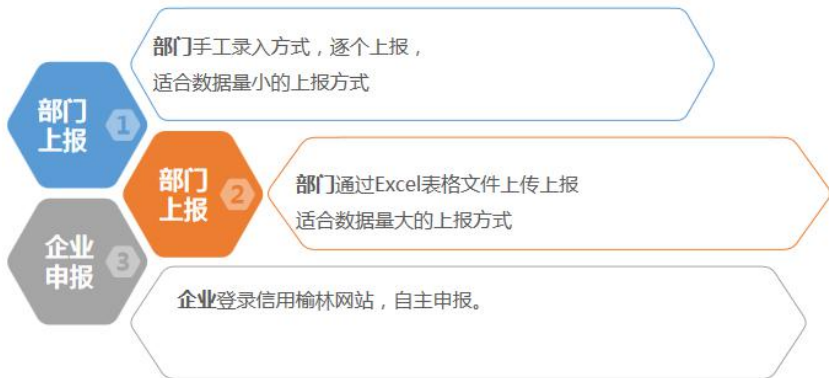 部门
上报
1
部门手工录入方式，逐个上报，
适合数据最小的上报方式
部门
上报
2
部门通过Excel表格文件上传上报
适合数据最大的上报方式
企业
申报
3
企业登录信用榆林网站，自主申报。